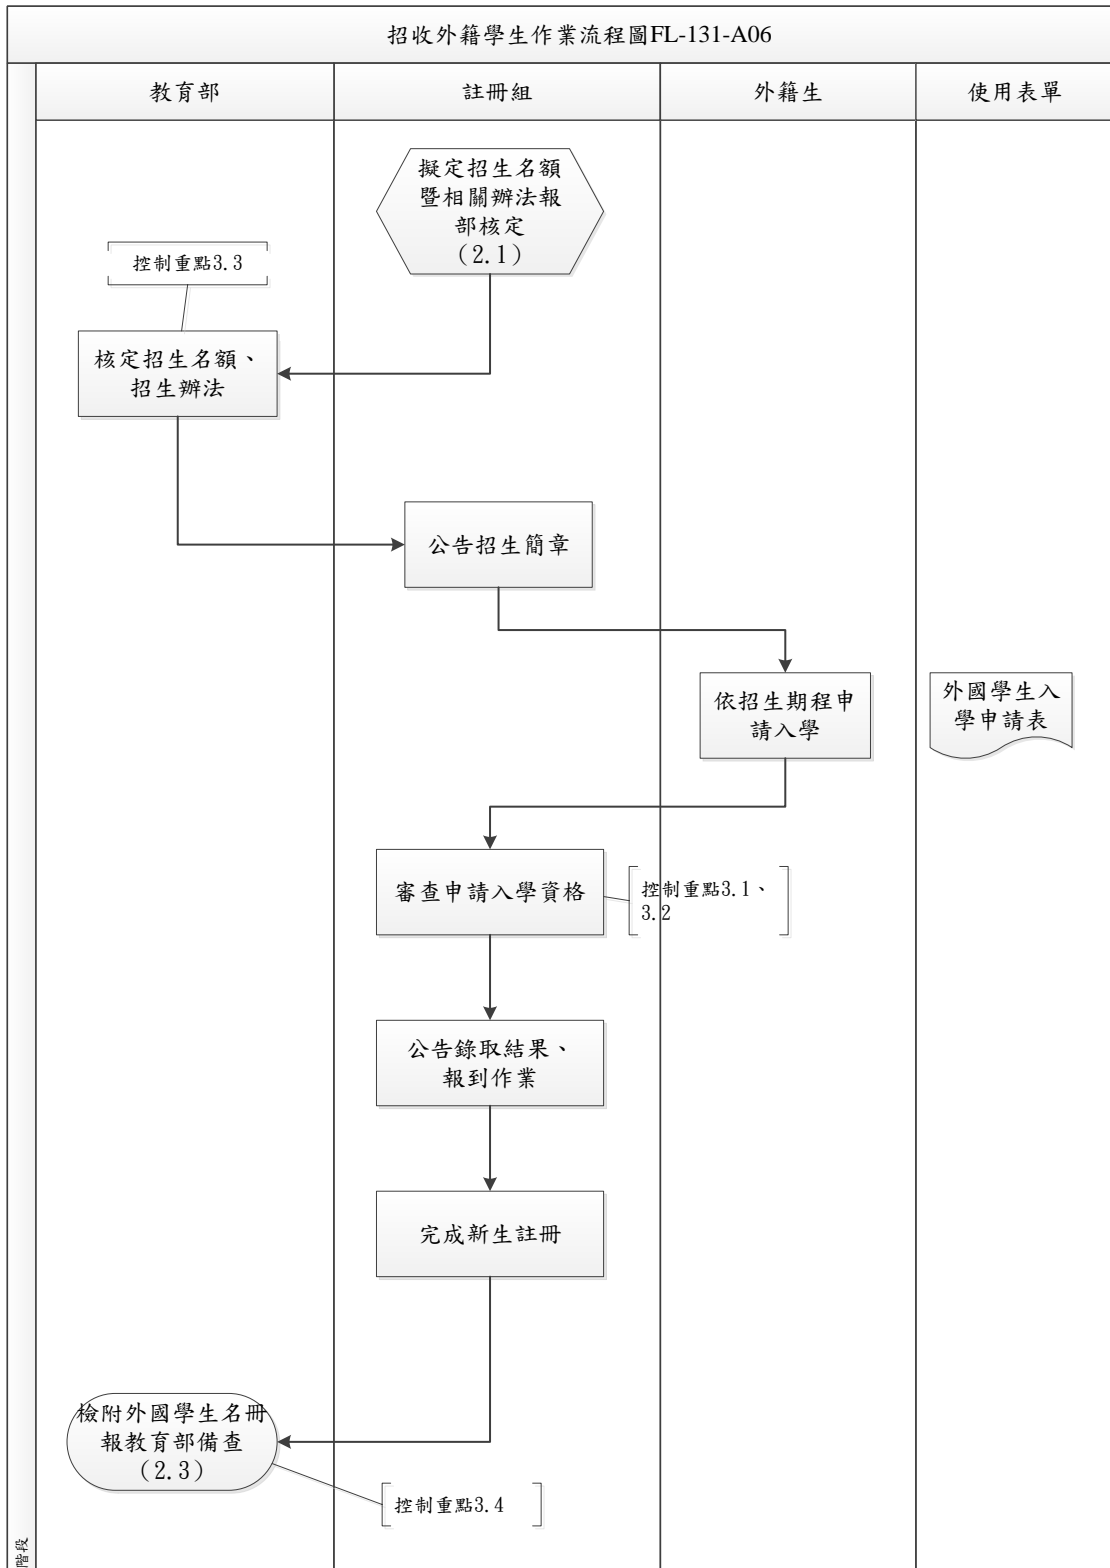 招收外籍學生作業流程圖FL-131-A06
教育部
註冊組
外籍生
使用表單
擬定招生名額
暨相關辦法報
部核定
（2.1）
控制重點3.3
核定招生名額、
招生辦法
公告招生簡章
依招生期程申
請入學
外國學生入
學申請表
審查申請入學資格
控制重點3.1、
3.2
公告錄取結果、
報到作業
完成新生註冊
檢附外國學生名冊
報教育部備查
（2.3）
控制重點3.4
階段